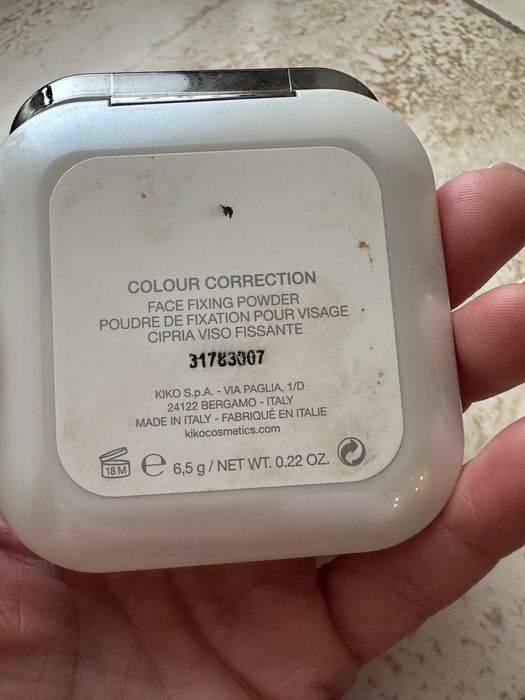 COLOUR CORRECTION
FACE FIXING POWDER
POUDRE DE FIXATION POUR VISAGE
CIPRIA VISO FISSANTE
31783007
KIKO S.p.A. - VIA PAGLIA, 1/D
24122 BERGAMO - ITALY
MADE IN ITALY - FABRIQUÉ EN ITALIE
kikocosmetics.com
18 M ℮ 6,5 g / NET WT. 0.22 OZ.